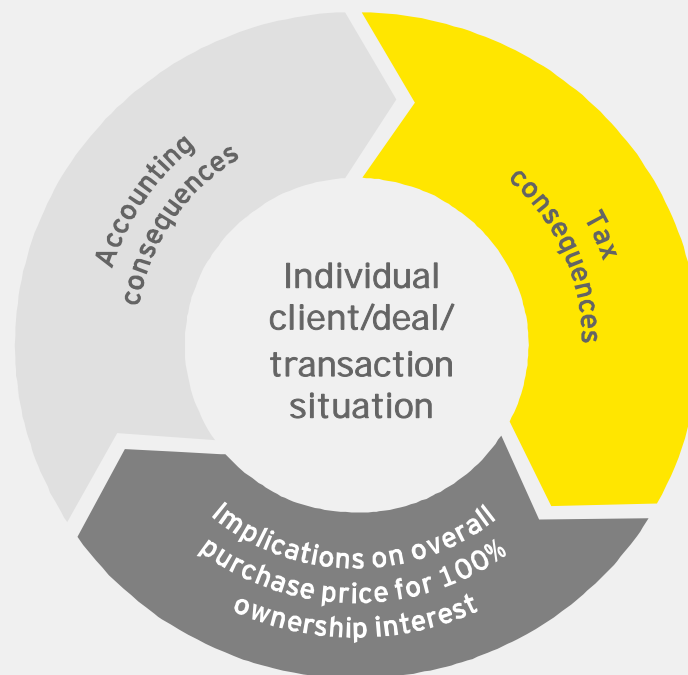 Accounting
consequences
Tax
consequences
Individual
client/deal/
transaction
situation
Implications on overall
purchase price for 100%
ownership interest